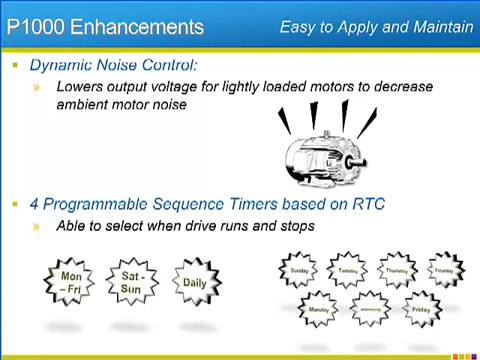 P1000 Enhancements
Easy to Apply and Maintain
Dynamic Noise Control:
» Lowers output voltage for lightly loaded motors to decrease
ambient motor noise
4 Programmable Sequence Timers based on RTC
» Able to select when drive runs and stops
Mon
– Fri
Sat -
Sun
Daily
Sunday
Tuesday
Thursday
Saturday
Monday
Wednesday
Friday